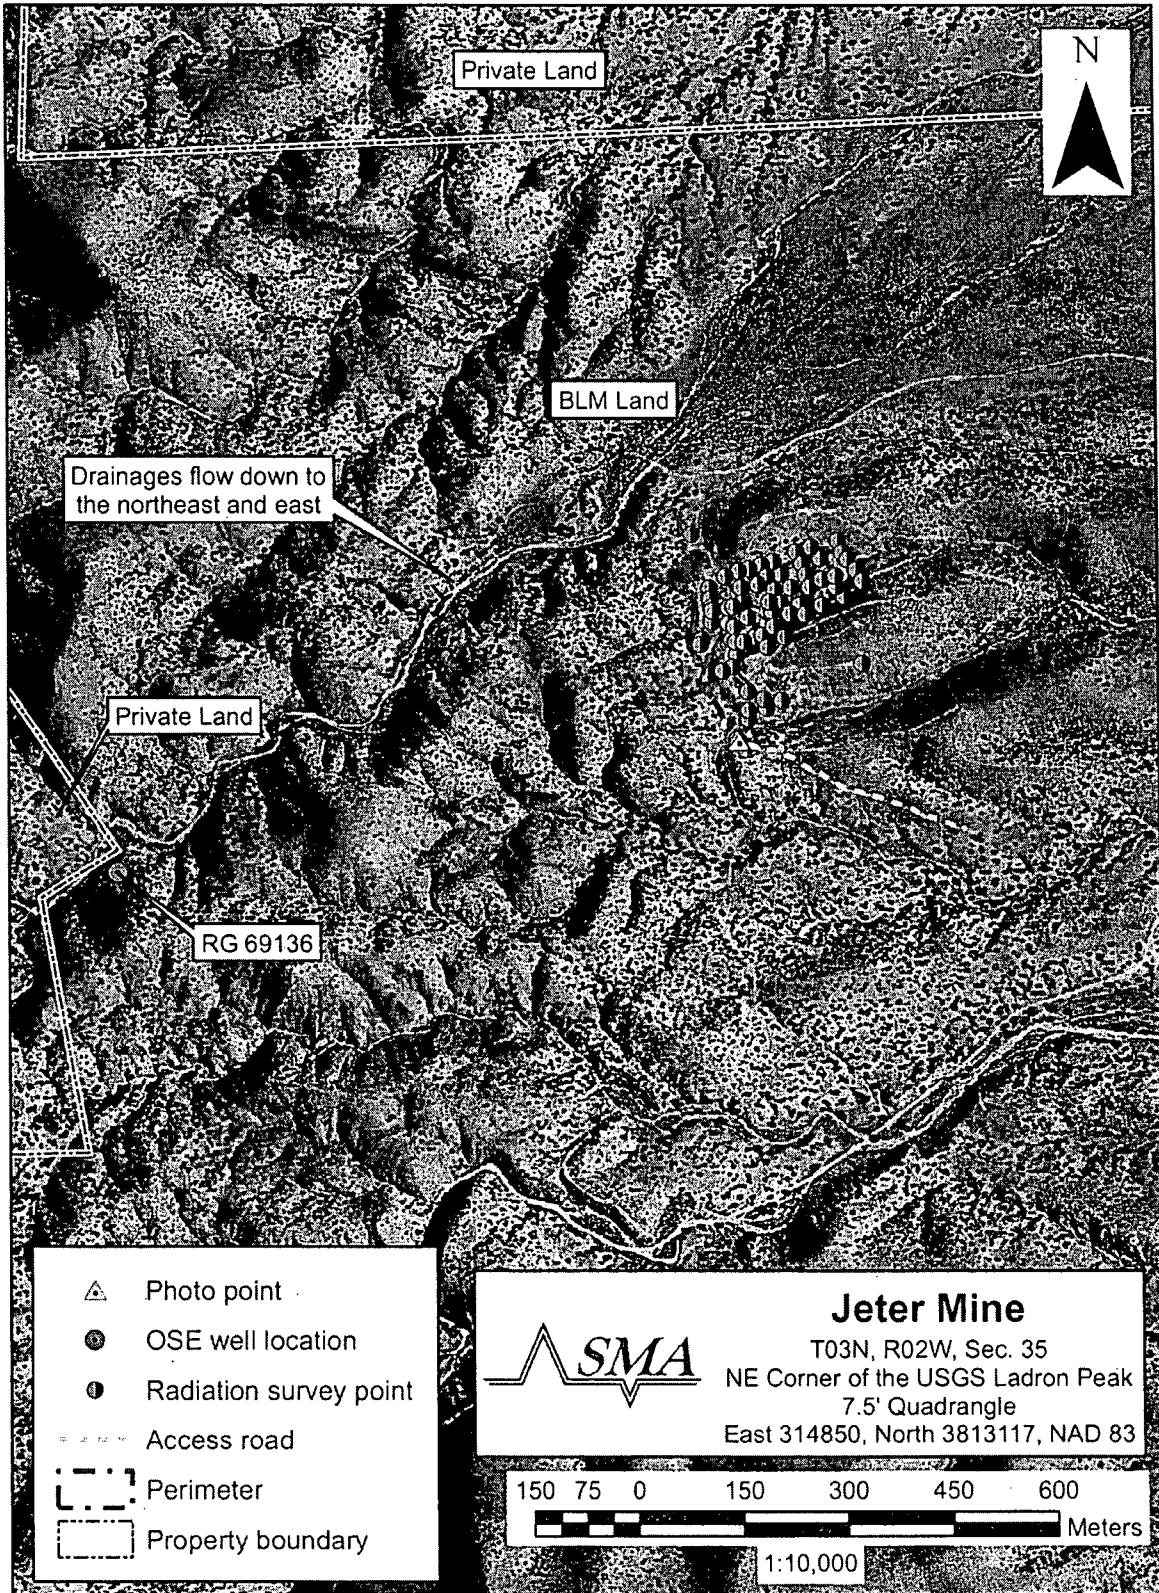 Private Land
N
BLM Land
Drainages flow down to
the northeast and east
Private Land
RG 69136
Photo point
OSE well location
Radiation survey point
Access road
Perimeter
Property boundary
SMA
Jeter Mine
T03N, R02W, Sec. 35
NE Corner of the USGS Ladron Peak
7.5' Quadrangle
East 314850, North 3813117, NAD 83
150 75 0 150 300 450 600
Meters
1:10,000